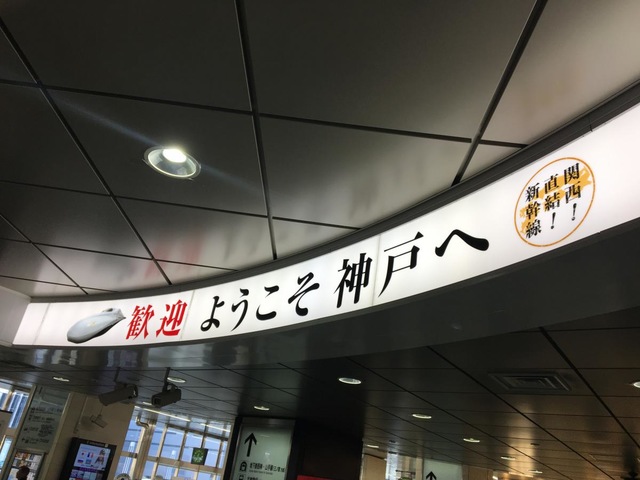 歓迎 ようこそ 神戸へ
関西！
直結！
新幹線